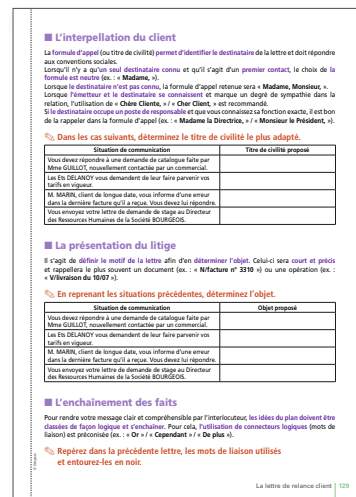 ■ L'interpellation du client
La formule d'appel (ou titre de civilité) permet d'identifier le destinataire de la lettre et doit répondre
aux conventions sociales.
Lorsqu'il n'y a qu'un seul destinataire connu et qu'il s'agit d'un premier contact, le choix de la
formule est neutre (ex. : « Madame, »).
Lorsque le destinataire n'est pas connu, la formule d'appel retenue sera « Madame, Monsieur, ».
Lorsque l'émetteur et le destinataire se connaissent et marque un degré de sympathie dans la
relation, l'utilisation de « Chère Cliente, » / « Cher Client, » est recommandé.
Si le destinataire occupe un poste de responsable et que vous connaissez sa fonction exacte, il est bon
de la rappeler dans la formule d'appel (ex. : « Madame la Directrice, » / « Monsieur le Président, »).
Dans les cas suivants, déterminez le titre de civilité le plus adapté.
Situation de communication Titre de civilité proposé
Vous devez répondre à une demande de catalogue faite par
Mme GUILLOT, nouvellement contactée par un commercial.
Les Ets DELANOY vous demandent de leur faire parvenir vos
tarifs en vigueur.
M. MARIN, client de longue date, vous informe d'une erreur
dans la dernière facture qu'il a reçue. Vous devez lui répondre.
Vous envoyez votre lettre de demande de stage au Directeur
des Ressources Humaines de la Société BOURGEOIS.
■ La présentation du litige
Il s'agit de définir le motif de la lettre afin d'en déterminer l'objet. Celui-ci sera court et précis
et rappellera le plus souvent un document (ex. : « N/facture n° 3310 ») ou une opération (ex. :
« V/livraison du 10/07 »).
En reprenant les situations précédentes, déterminez l'objet.
Situation de communication Objet proposé
Vous devez répondre à une demande de catalogue faite par
Mme GUILLOT, nouvellement contactée par un commercial.
Les Ets DELANOY vous demandent de leur faire parvenir vos
tarifs en vigueur.
M. MARIN, client de longue date, vous informe d'une erreur
dans la dernière facture qu'il a reçue. Vous devez lui répondre.
Vous envoyez votre lettre de demande de stage au Directeur
des Ressources Humaines de la Société BOURGEOIS.
■ L'enchaînement des faits
Pour rendre votre message clair et compréhensible par l'interlocuteur, les idées du plan doivent être
classées de façon logique et s'enchaîner. Pour cela, l'utilisation de connecteurs logiques (mots de
liaison) est préconisée (ex. : « Or » / « Cependant » / « De plus »).
Repérez dans la précédente lettre, les mots de liaison utilisés
et entourez-les en noir.
La lettre de relance client 129